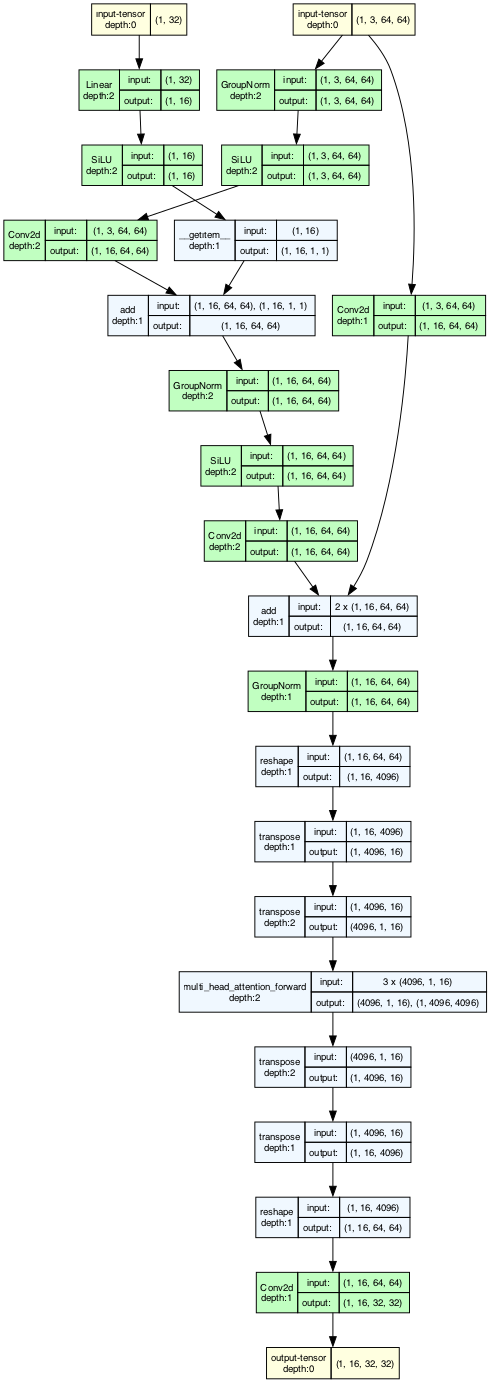 input-tensor
depth:0
(1, 32)
input-tensor
depth:0
(1, 3, 64, 64)
Linear
depth:2
input:
(1, 32)
output:
(1, 16)
GroupNorm
depth:2
input:
(1, 3, 64, 64)
output:
(1, 3, 64, 64)
SiLU
depth:2
input:
(1, 16)
output:
(1, 16)
SiLU
depth:2
input:
(1, 3, 64, 64)
output:
(1, 3, 64, 64)
Conv2d
depth:2
input:
(1, 3, 64, 64)
output:
(1, 16, 64, 64)
__getitem__
depth:1
input:
(1, 16)
output:
(1, 16, 1, 1)
add
depth:1
input:
(1, 16, 64, 64), (1, 16, 1, 1)
output:
(1, 16, 64, 64)
Conv2d
depth:1
input:
(1, 3, 64, 64)
output:
(1, 16, 64, 64)
GroupNorm
depth:2
input:
(1, 16, 64, 64)
output:
(1, 16, 64, 64)
SiLU
depth:2
input:
(1, 16, 64, 64)
output:
(1, 16, 64, 64)
Conv2d
depth:2
input:
(1, 16, 64, 64)
output:
(1, 16, 64, 64)
add
depth:1
input:
2 x (1, 16, 64, 64)
output:
(1, 16, 64, 64)
GroupNorm
depth:1
input:
(1, 16, 64, 64)
output:
(1, 16, 64, 64)
reshape
depth:1
input:
(1, 16, 64, 64)
output:
(1, 16, 4096)
transpose
depth:1
input:
(1, 16, 4096)
output:
(1, 4096, 16)
transpose
depth:2
input:
(1, 4096, 16)
output:
(4096, 1, 16)
multi_head_attention_forward
depth:2
input:
3 x (4096, 1, 16)
output:
(4096, 1, 16), (1, 4096, 4096)
transpose
depth:2
input:
(4096, 1, 16)
output:
(1, 4096, 16)
transpose
depth:1
input:
(1, 4096, 16)
output:
(1, 16, 4096)
reshape
depth:1
input:
(1, 16, 4096)
output:
(1, 16, 64, 64)
Conv2d
depth:1
input:
(1, 16, 64, 64)
output:
(1, 16, 32, 32)
output-tensor
depth:0
(1, 16, 32, 32)